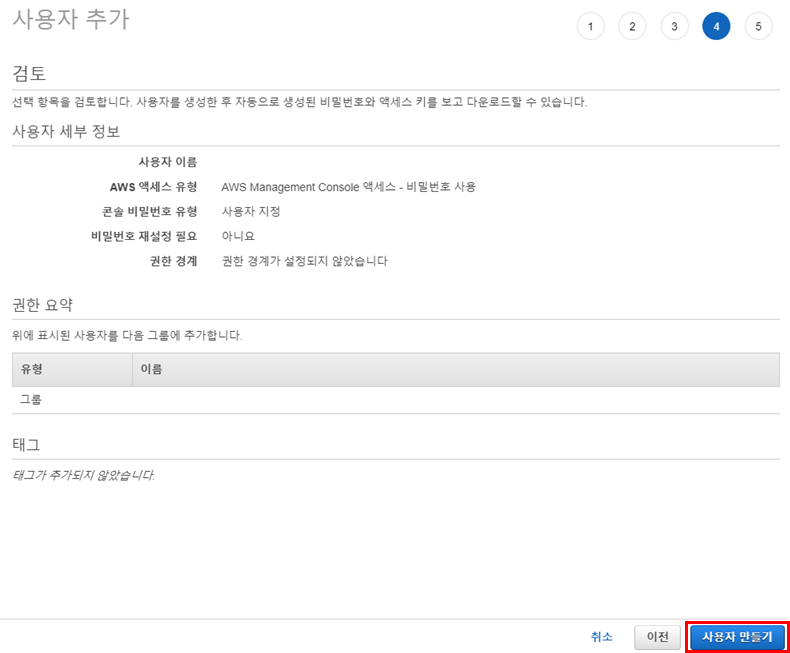 사용자 추가
1 2 3 4 5
검토
선택 항목을 검토합니다. 사용자를 생성한 후 자동으로 생성된 비밀번호와 액세스 키를 보고 다운로드할 수 있습니다.
사용자 세부 정보
사용자 이름
AWS 액세스 유형 AWS Management Console 액세스 - 비밀번호 사용
콘솔 비밀번호 유형 사용자 지정
비밀번호 재설정 필요 아니요
권한 경계 권한 경계가 설정되지 않았습니다
권한 요약
위에 표시된 사용자를 다음 그룹에 추가합니다.
유형 이름
그룹
태그
태그가 추가되지 않았습니다.
취소 이전 사용자 만들기